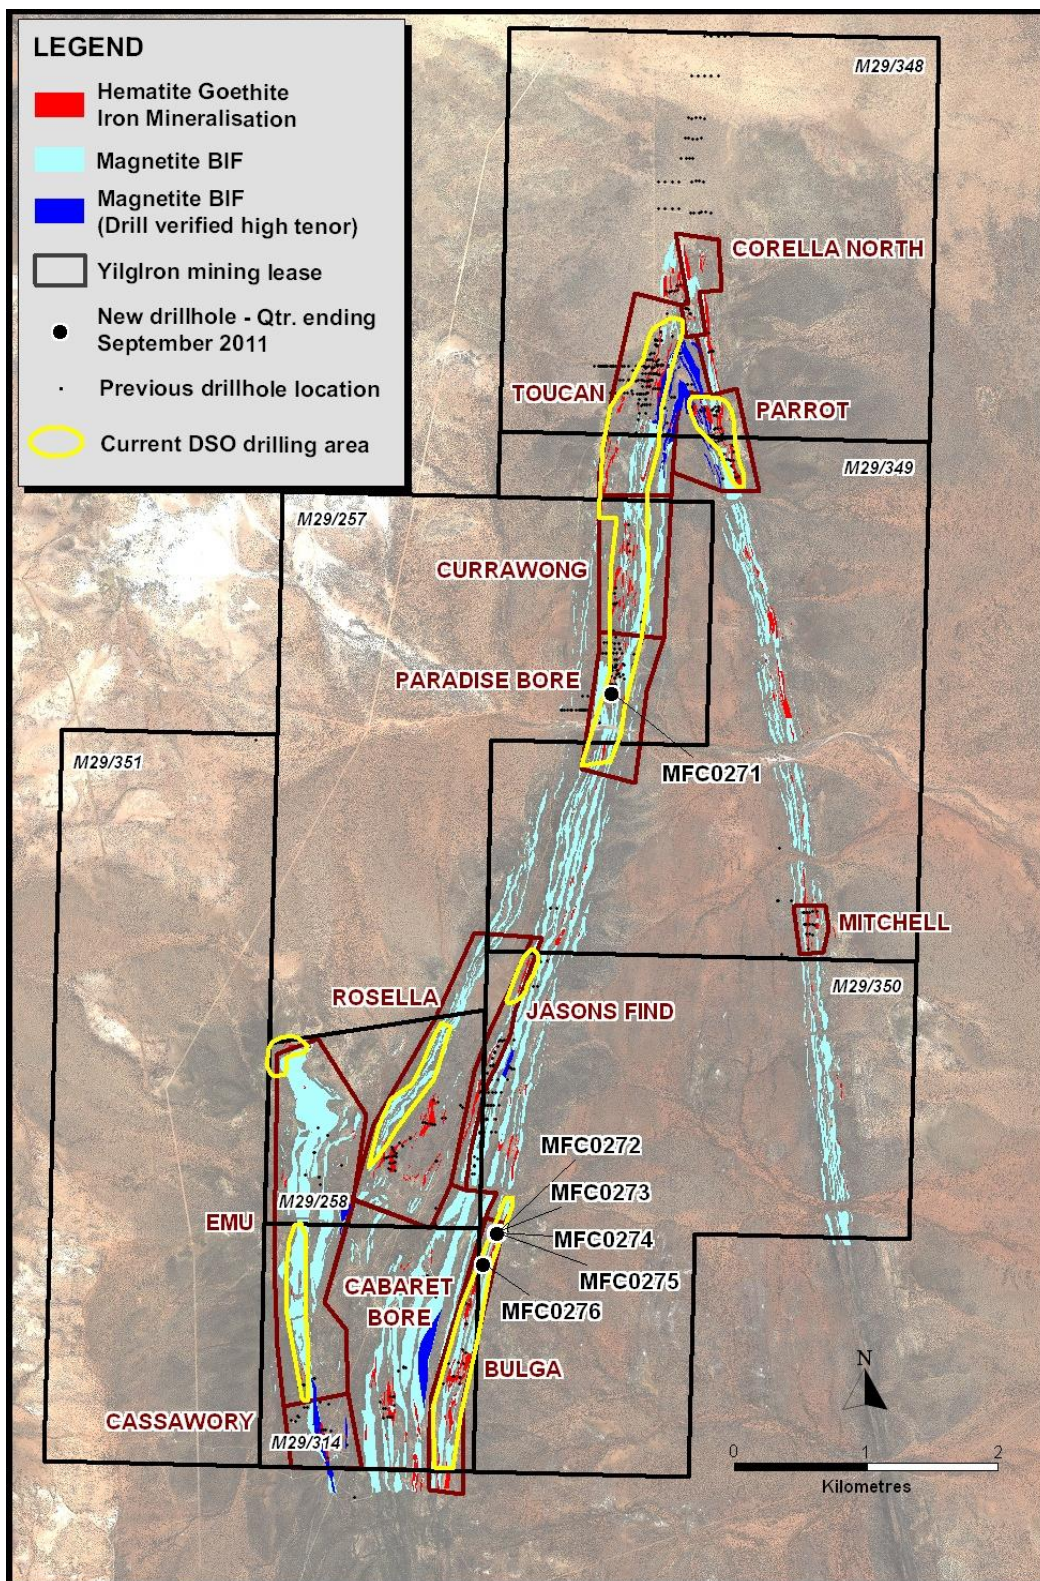 LEGEND
Hematite Goethite
Iron Mineralisation
Magnetite BIF
Magnetite BIF
(Drill verified high tenor)
YilgIron mining lease
New drillhole - Qtr. ending
September 2011
Previous drillhole location
Current DSO drilling area
M29/348
CORELLA NORTH
TOUCAN
PARROT
M29/349
M29/257
CURRAWONG
PARADISE BORE
M29/351
MFC0271
MITCHELL
M29/350
ROSELLA
JASONS FIND
MFC0272
MFC0273
M29/258
EMU
MFC0274
MFC0275
CABARET
BORE
MFC0276
BULGA
CASSAWORY
M29/314
N
0 1 2
Kilometres